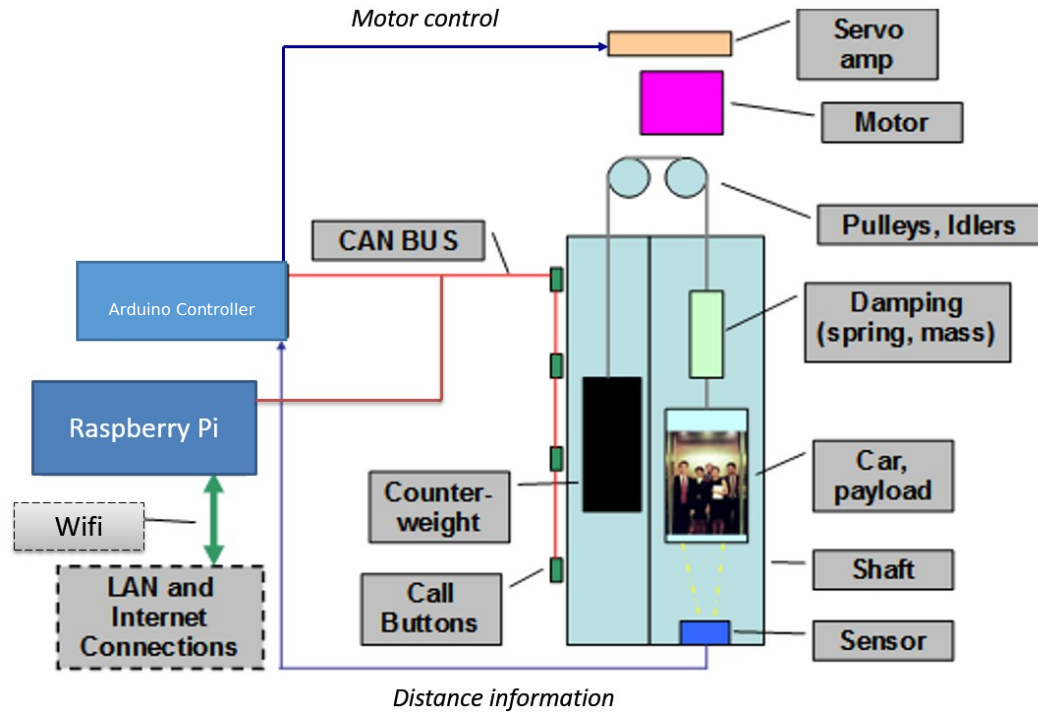 Motor control
Servo
amp
Motor
CAN BUS
Pulleys, Idlers
Arduino Controller
Damping
(spring, mass)
Raspberry Pi
Car,
payload
Counter-
weight
Wifi
LAN and
Internet
Connections
Call
Buttons
Shaft
Sensor
Distance information